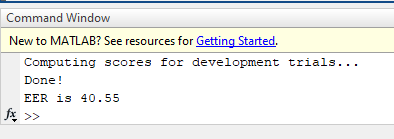 Command Window
New to MATLAB? See resources for Getting Started.
Computing scores for development trials...
Done!
EER is 40.55
fx >>